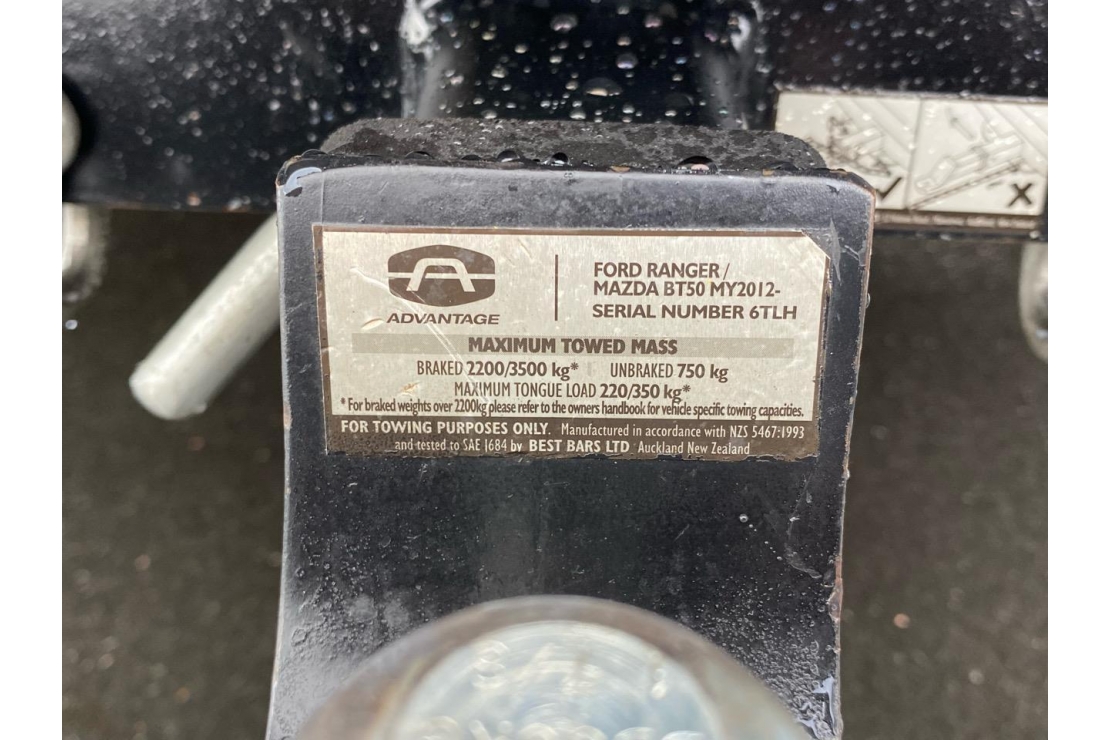 ADVANTAGE
FORD RANGER/
MAZDA BT50 MY2012-
SERIAL NUMBER 6TLH
MAXIMUM TOWED MASS
BRAKED 2200/3500 kg* UNBRAKED 750 kg
MAXIMUM TONGUE LOAD 220/350 kg*
* For braked weights over 2200kg please refer to the owners handbook for vehicle specific towing capacities.
FOR TOWING PURPOSES ONLY. Manufactured in accordance with NZS 5467:1993
and tested to SAE 1684 by BEST BARS LTD Auckland New Zealand
X